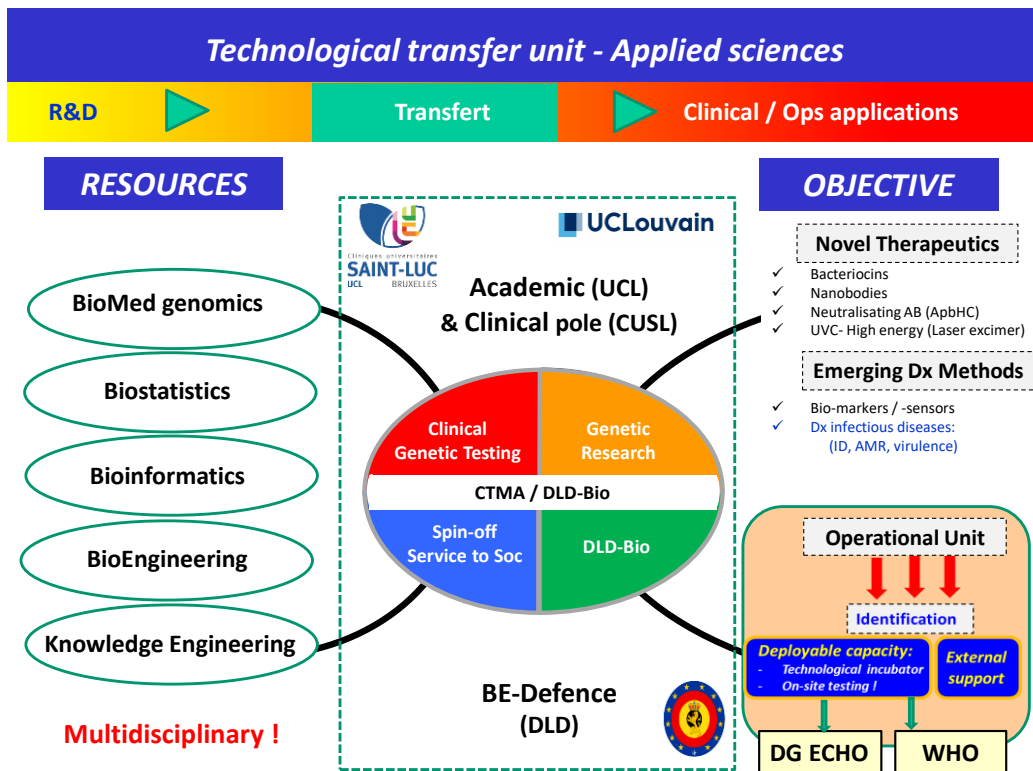 Technological transfer unit - Applied sciences
R&D
Transfert
Clinical / Ops applications
RESOURCES
BioMed genomics
Biostatistics
Bioinformatics
BioEngineering
Knowledge Engineering
Multidisciplinary !
Cliniques universitaires
SAINT-LUC
UCL BRUXELLES
UCLouvain
Academic (UCL)
& Clinical pole (CUSL)
Clinical
Genetic Testing
Genetic
Research
CTMA / DLD-Bio
Spin-off
Service to Soc
DLD-Bio
BE-Defence
(DLD)
OBJECTIVE
Novel Therapeutics
✓ Bacteriocins
✓ Nanobodies
✓ Neutralisating AB (ApbHC)
✓ UVC- High energy (Laser excimer)
Emerging Dx Methods
✓ Bio-markers / -sensors
✓ Dx infectious diseases:
(ID, AMR, virulence)
Operational Unit
Identification
Deployable capacity:
- Technological incubator
- On-site testing !
External
support
DG ECHO
WHO